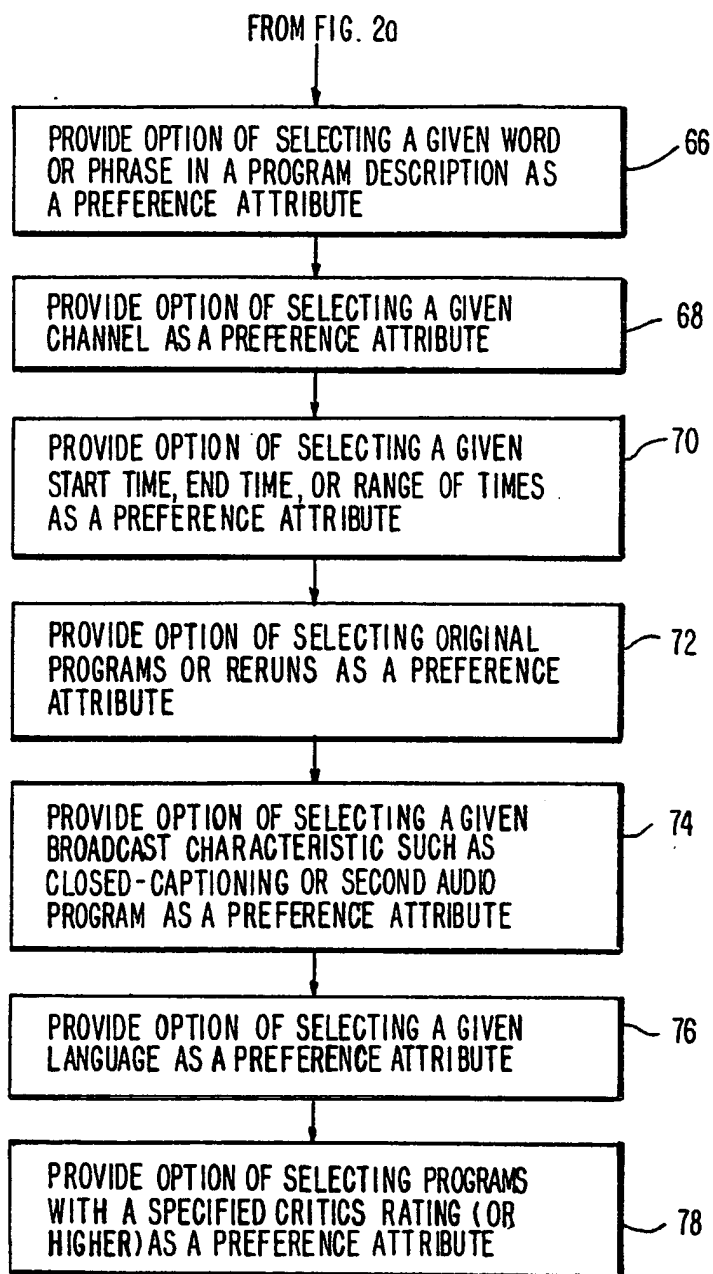 FROM FIG. 2a
PROVIDE OPTION OF SELECTING A GIVEN WORD
OR PHRASE IN A PROGRAM DESCRIPTION AS
A PREFERENCE ATTRIBUTE
66
PROVIDE OPTION OF SELECTING A GIVEN
CHANNEL AS A PREFERENCE ATTRIBUTE
68
PROVIDE OPTION OF SELECTING A GIVEN
START TIME, END TIME, OR RANGE OF TIMES
AS A PREFERENCE ATTRIBUTE
70
PROVIDE OPTION OF SELECTING ORIGINAL
PROGRAMS OR RERUNS AS A PREFERENCE
ATTRIBUTE
72
PROVIDE OPTION OF SELECTING A GIVEN
BROADCAST CHARACTERISTIC SUCH AS
CLOSED-CAPTIONING OR SECOND AUDIO
PROGRAM AS A PREFERENCE ATTRIBUTE
74
PROVIDE OPTION OF SELECTING A GIVEN
LANGUAGE AS A PREFERENCE ATTRIBUTE
76
PROVIDE OPTION OF SELECTING PROGRAMS
WITH A SPECIFIED CRITICS RATING (OR
HIGHER) AS A PREFERENCE ATTRIBUTE
78